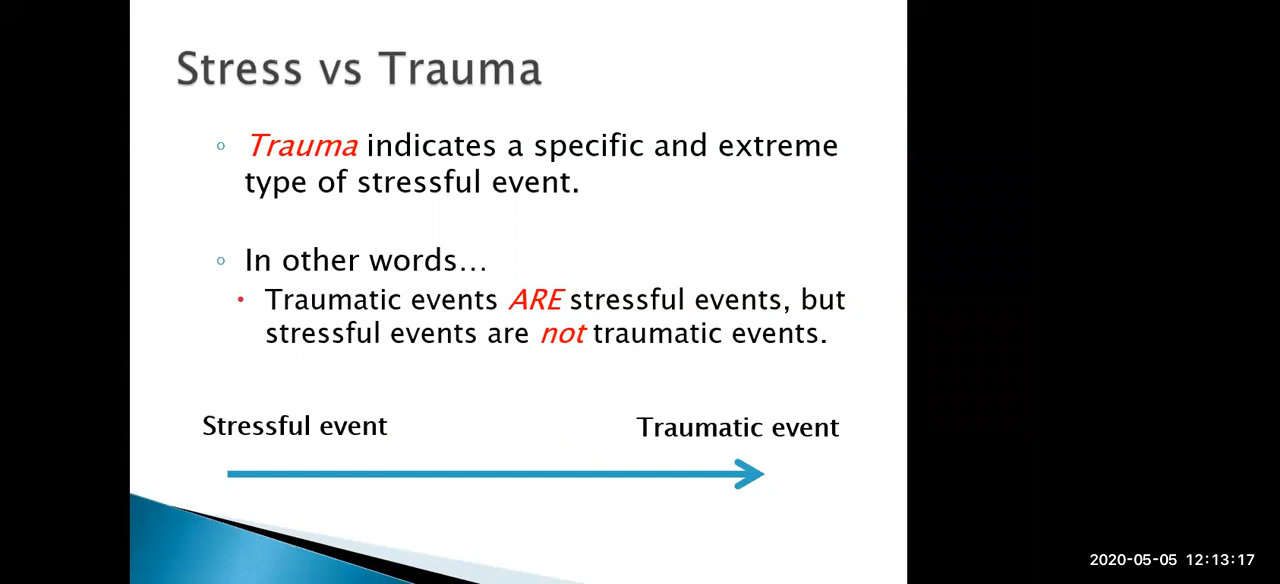 Stress vs Trauma
Trauma indicates a specific and extreme
type of stressful event.
In other words…
Traumatic events ARE stressful events, but
stressful events are not traumatic events.
Stressful event
Traumatic event
2020-05-05 12:13:17